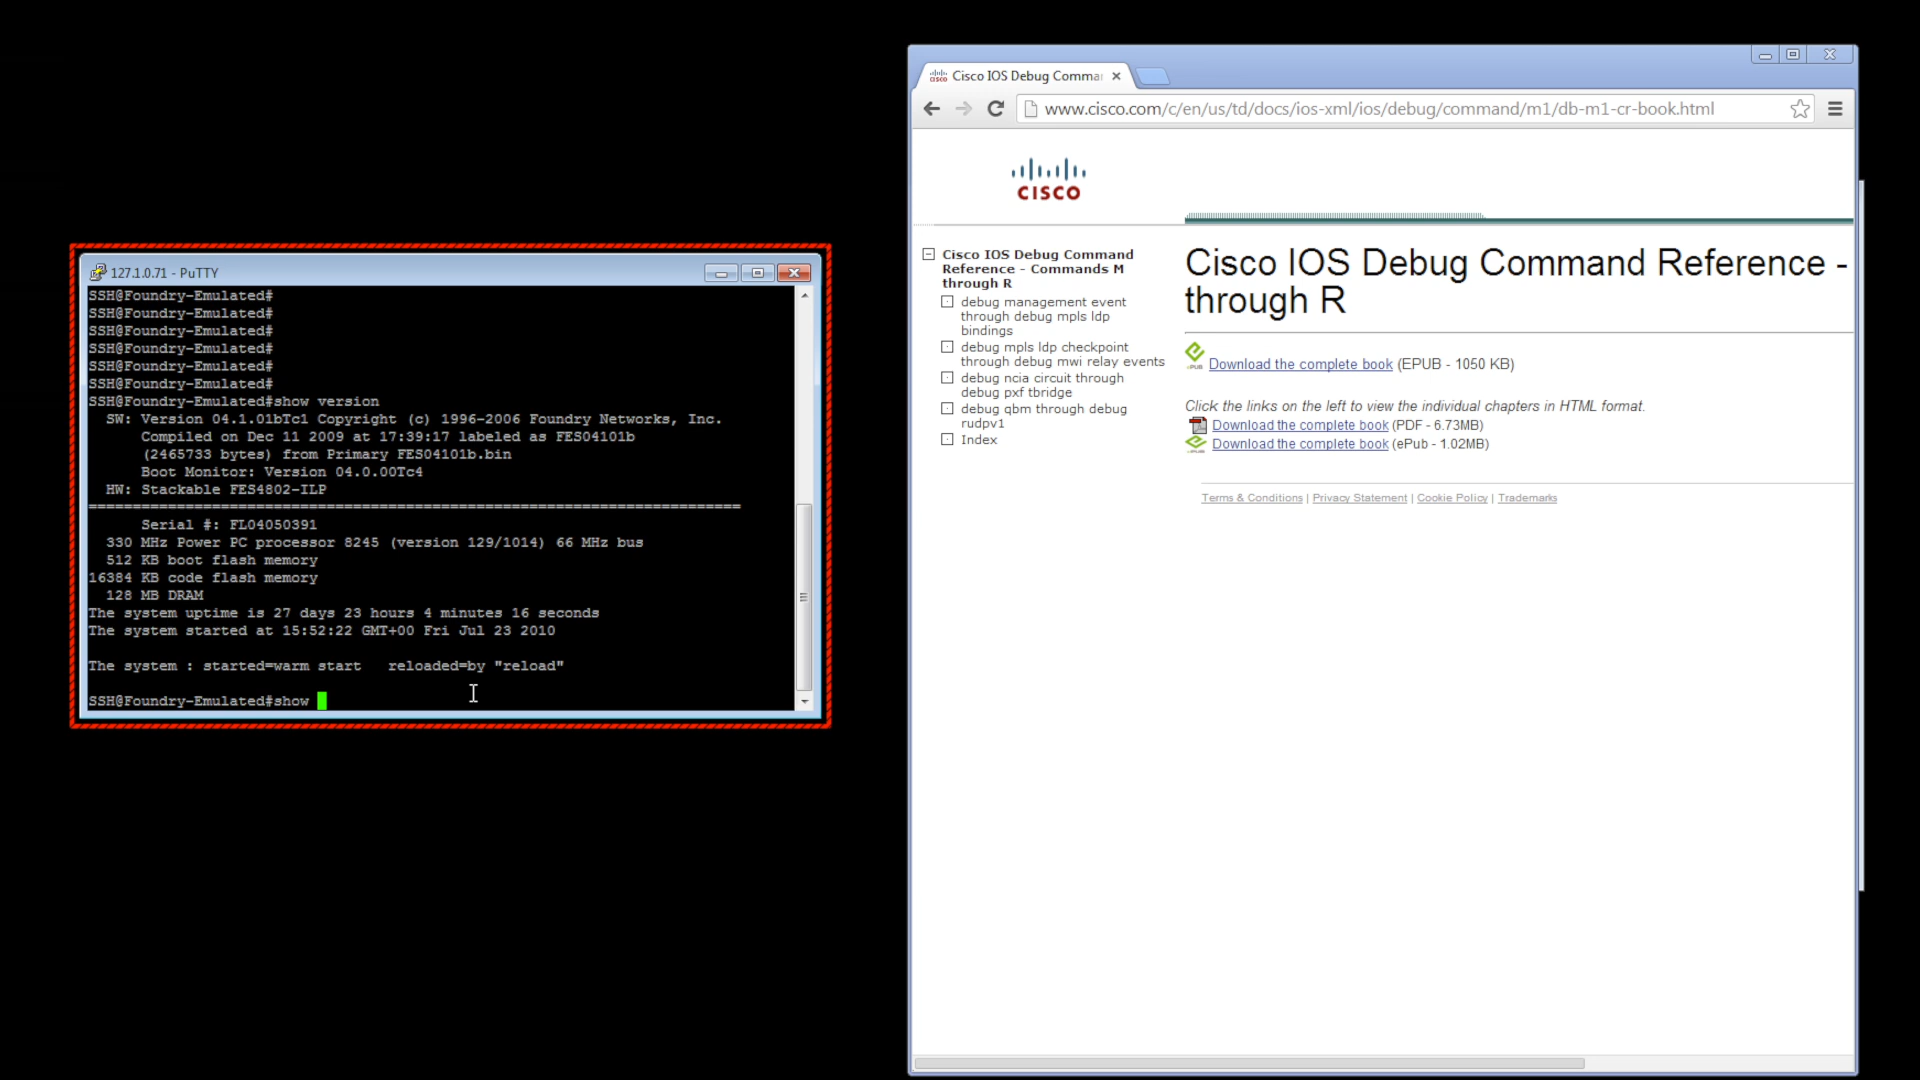 127.1.0.71 - PuTTY
SSH@Foundry-Emulated#
SSH@Foundry-Emulated#
SSH@Foundry-Emulated#
SSH@Foundry-Emulated#
SSH@Foundry-Emulated#
SSH@Foundry-Emulated#
SSH@Foundry-Emulated#show version
SW: Version 04.1.01bTc1 Copyright (c) 1996-2006 Foundry Networks, Inc.
Compiled on Dec 11 2009 at 17:39:17 labeled as FES04101b
(2465733 bytes) from Primary FES04101b.bin
Boot Monitor: Version 04.0.00Tc4
HW: Stackable FES4802-ILP
==========================================================================
Serial #: FL04050391
330 MHz Power PC processor 8245 (version 129/1014) 66 MHz bus
512 KB boot flash memory
16384 KB code flash memory
128 MB DRAM
The system uptime is 27 days 23 hours 4 minutes 16 seconds
The system started at 15:52:22 GMT+00 Fri Jul 23 2010
The system : started=warm start   reloaded=by "reload"
SSH@Foundry-Emulated#show
Cisco IOS Debug Comma
www.cisco.com/c/en/us/td/docs/ios-xml/ios/debug/command/m1/db-m1-cr-book.html
CISCO
Cisco IOS Debug Command
Reference - Commands M
through R
debug management event
through debug mpls ldp
bindings
debug mpls ldp checkpoint
through debug mwi relay events
debug ncia circuit through
debug pxf tbridge
debug qbm through debug
rudpv1
Index
Cisco IOS Debug Command Reference -
through R
Download the complete book (EPUB - 1050 KB)
Click the links on the left to view the individual chapters in HTML format.
Download the complete book (PDF - 6.73MB)
Download the complete book (ePub - 1.02MB)
Terms & Conditions | Privacy Statement | Cookie Policy | Trademarks